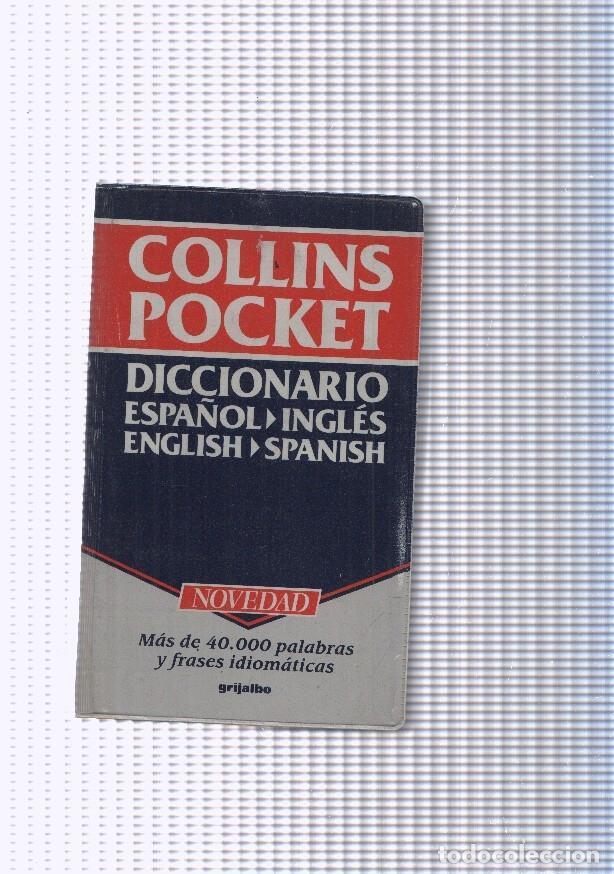 COLLINS
POCKET
DICCIONARIO
ESPAÑOL▸INGLÉS
ENGLISH▸SPANISH
NOVEDAD
Más de 40.000 palabras
y frases idiomáticas
grijalbo
todocoleccion